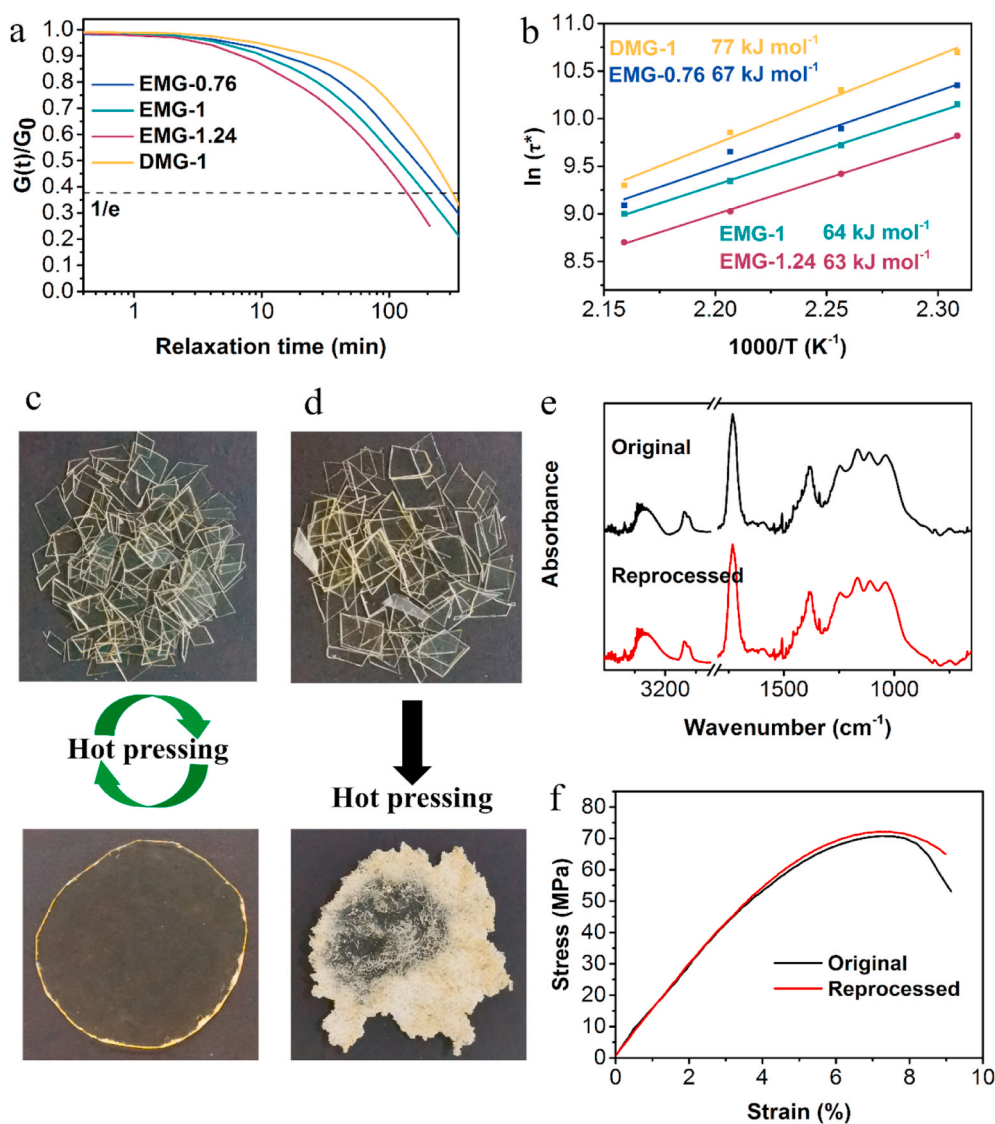 a
G(t)/G0
1.0
0.9
0.8
0.7
0.6
0.5
0.4
0.3
0.2
0.1
0.0
EMG-0.76
EMG-1
EMG-1.24
DMG-1
1/e
1
10
100
Relaxation time (min)
b
ln (τ*)
11.0
10.5
10.0
9.5
9.0
8.5
DMG-1 77 kJ mol⁻¹
EMG-0.76 67 kJ mol⁻¹
EMG-1 64 kJ mol⁻¹
EMG-1.24 63 kJ mol⁻¹
2.15
2.20
2.25
2.30
1000/T (K⁻¹)
c
Hot pressing
d
Hot pressing
e
Absorbance
Original
Reprocessed
3200
1500
1000
Wavenumber (cm⁻¹)
f
Stress (MPa)
80
70
60
50
40
30
20
10
0
Original
Reprocessed
0
2
4
6
8
10
Strain (%)